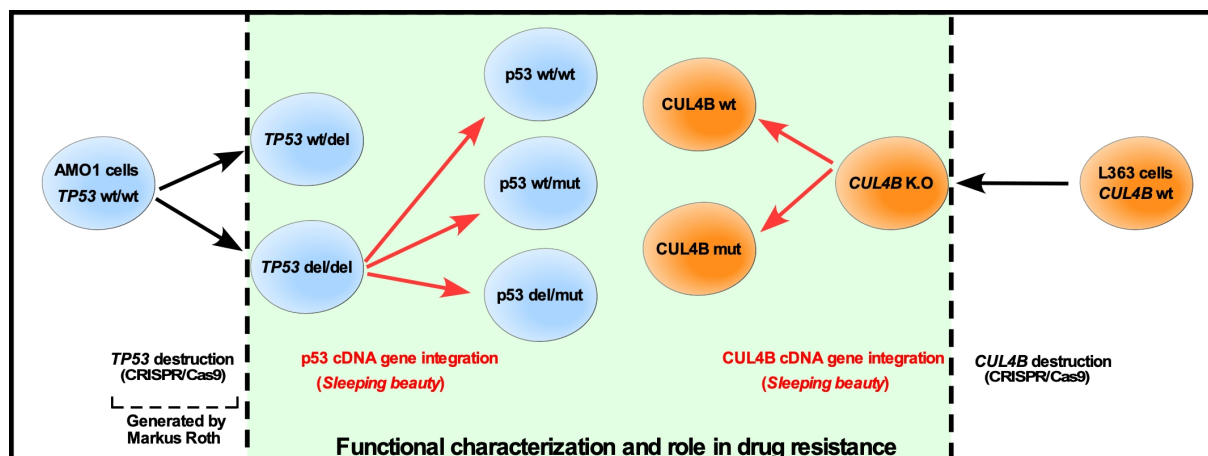 AMO1 cells
TP53 wt/wt
TP53 wt/del
TP53 del/del
p53 wt/wt
p53 wt/mut
p53 del/mut
CUL4B wt
CUL4B mut
CUL4B K.O
L363 cells
CUL4B wt
TP53 destruction
(CRISPR/Cas9)
Generated by
Markus Roth
p53 cDNA gene integration
(Sleeping beauty)
CUL4B cDNA gene integration
(Sleeping beauty)
CUL4B destruction
(CRISPR/Cas9)
Functional characterization and role in drug resistance